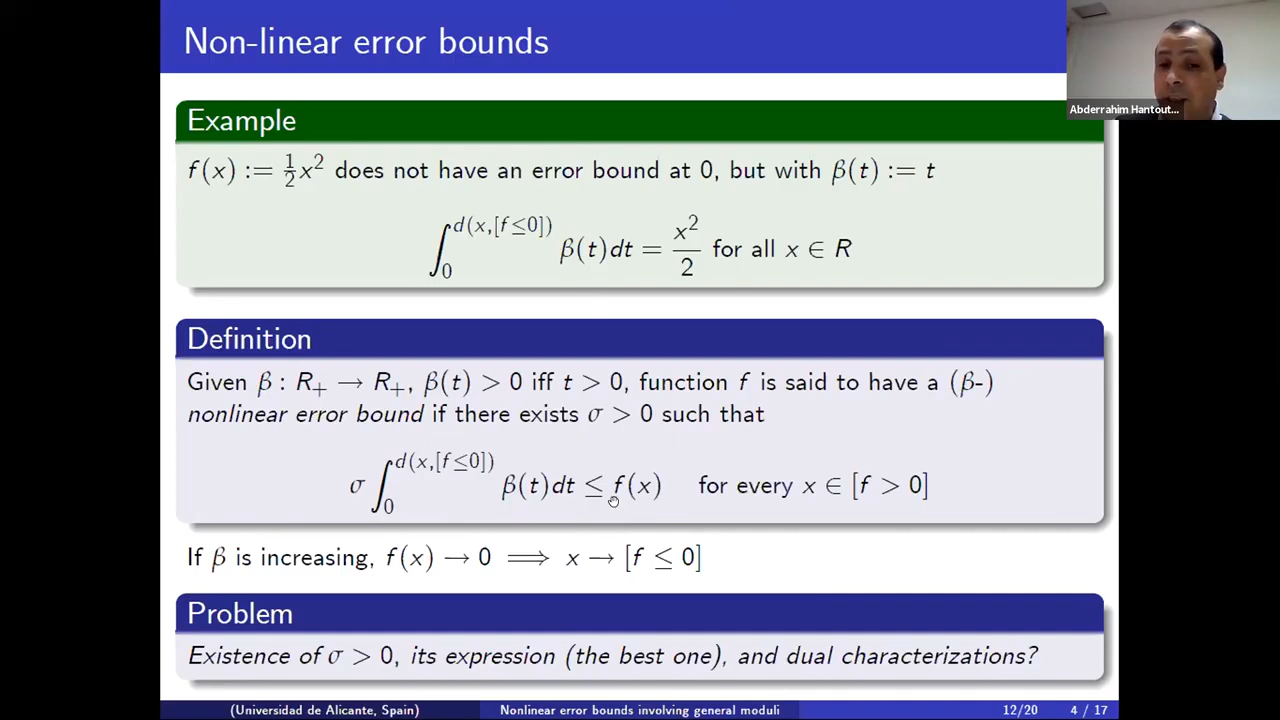 Non-linear error bounds
Abderrahim Hantout...
Example
f(x) := 1/2 x² does not have an error bound at 0, but with β(t) := t
∫₀^{d(x,[f≤0])} β(t)dt = x²/2 for all x ∈ R
Definition
Given β : R₊ → R₊, β(t) > 0 iff t > 0, function f is said to have a (β-)
nonlinear error bound if there exists σ > 0 such that
σ ∫₀^{d(x,[f≤0])} β(t)dt ≤ f(x) for every x ∈ [f > 0]
If β is increasing, f(x) → 0 ⟹ x → [f ≤ 0]
Problem
Existence of σ > 0, its expression (the best one), and dual characterizations?
(Universidad de Alicante, Spain) Nonlinear error bounds involving general moduli 12/20 4 / 17